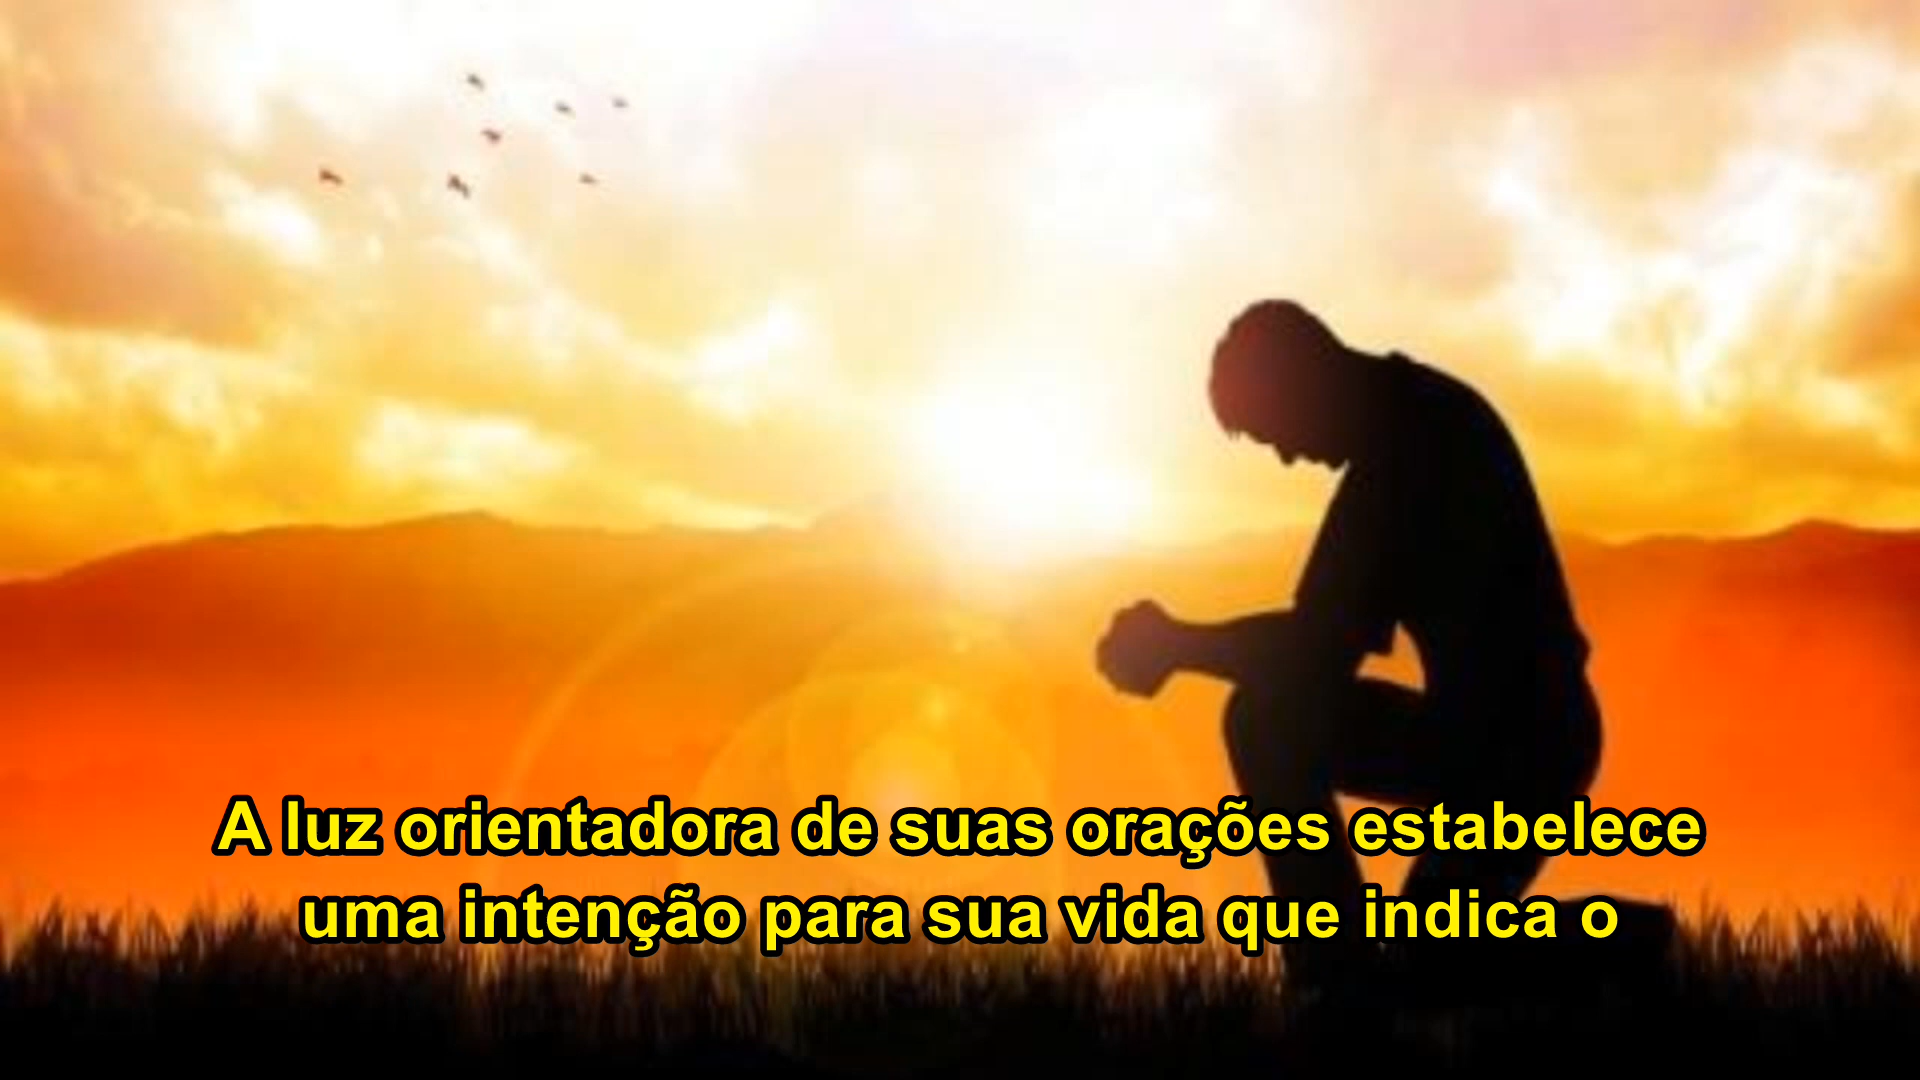 A luz orientadora de suas orações estabelece
uma intenção para sua vida que indica o